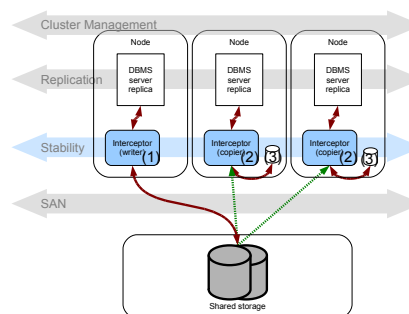 Cluster Management
Node
Node
Node
DBMS
server
replica
DBMS
server
replica
DBMS
server
replica
Replication
Interceptor
(writer)
(1)
Interceptor
(copier)
(2)
(3)
Interceptor
(copier)
(2)
(3)
Stability
SAN
Shared storage